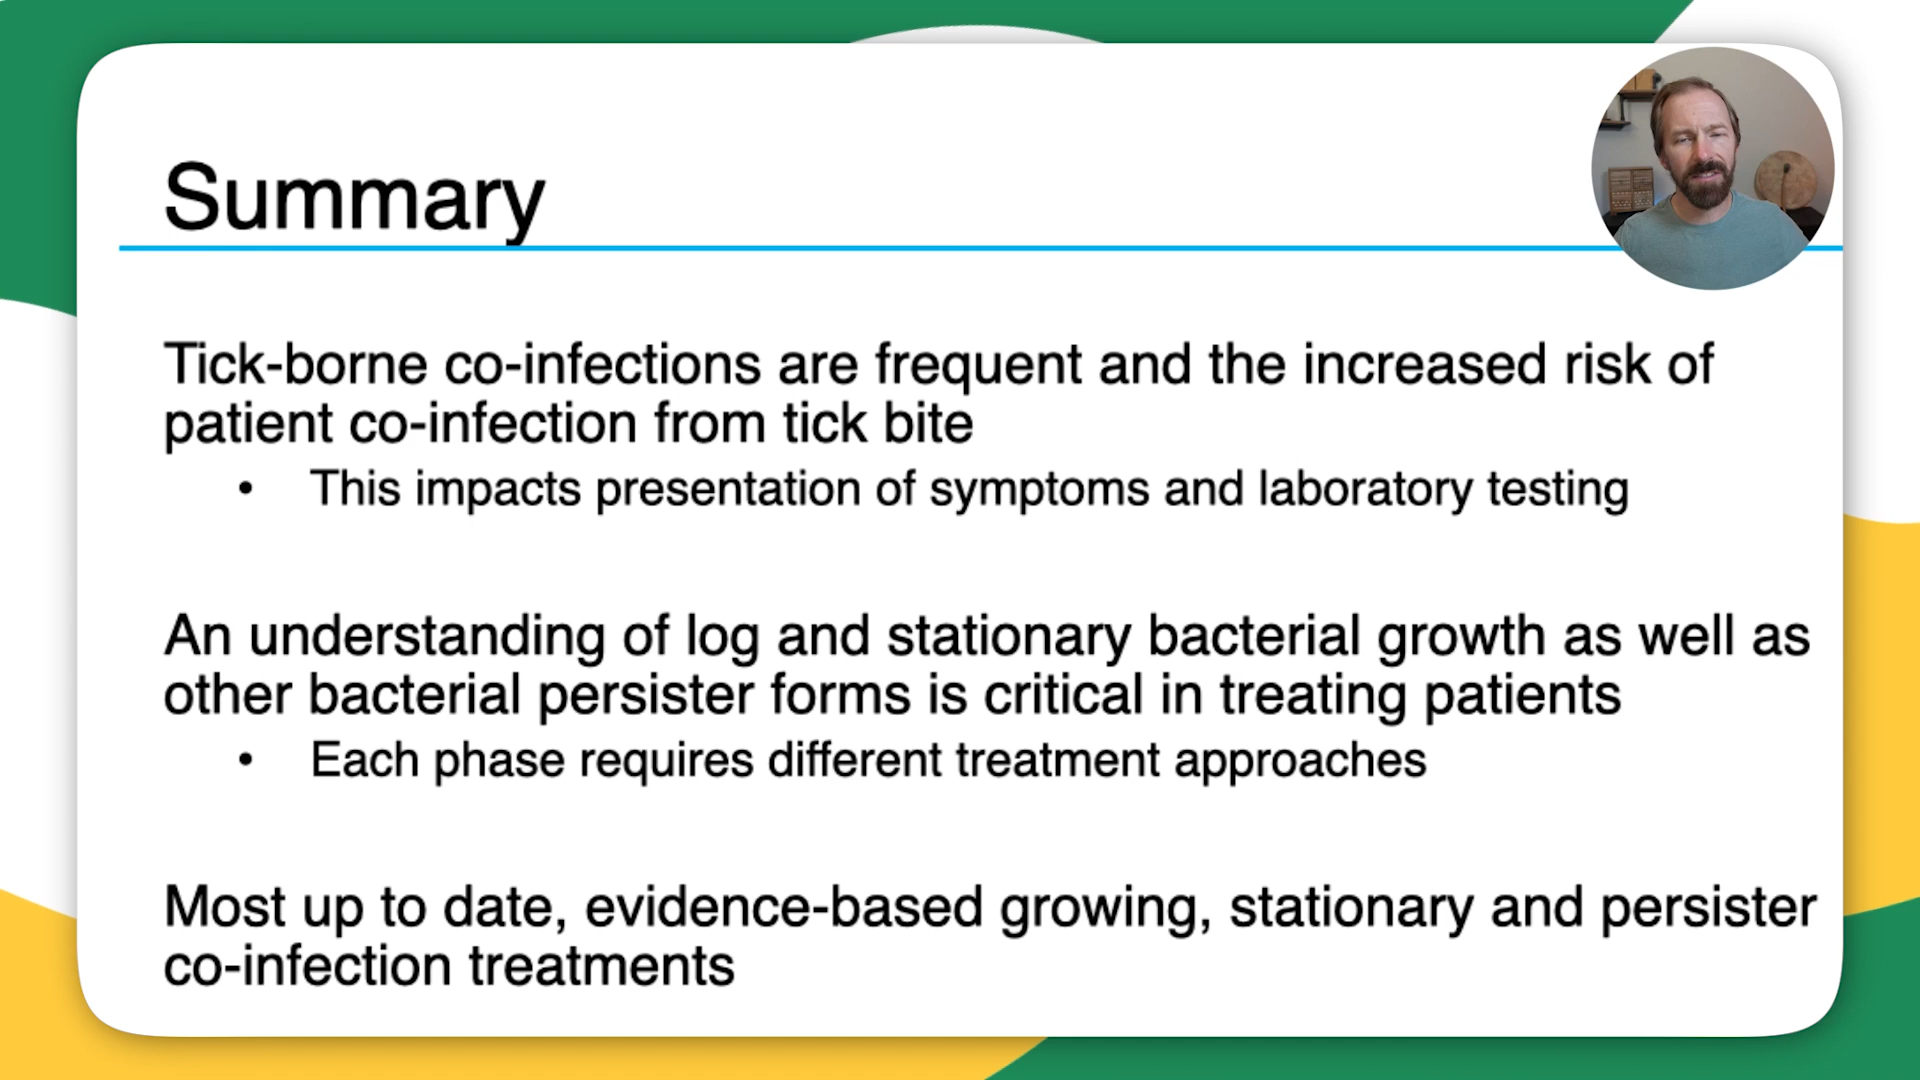 Summary
Tick-borne co-infections are frequent and the increased risk of
patient co-infection from tick bite
• This impacts presentation of symptoms and laboratory testing
An understanding of log and stationary bacterial growth as well as
other bacterial persister forms is critical in treating patients
• Each phase requires different treatment approaches
Most up to date, evidence-based growing, stationary and persister
co-infection treatments